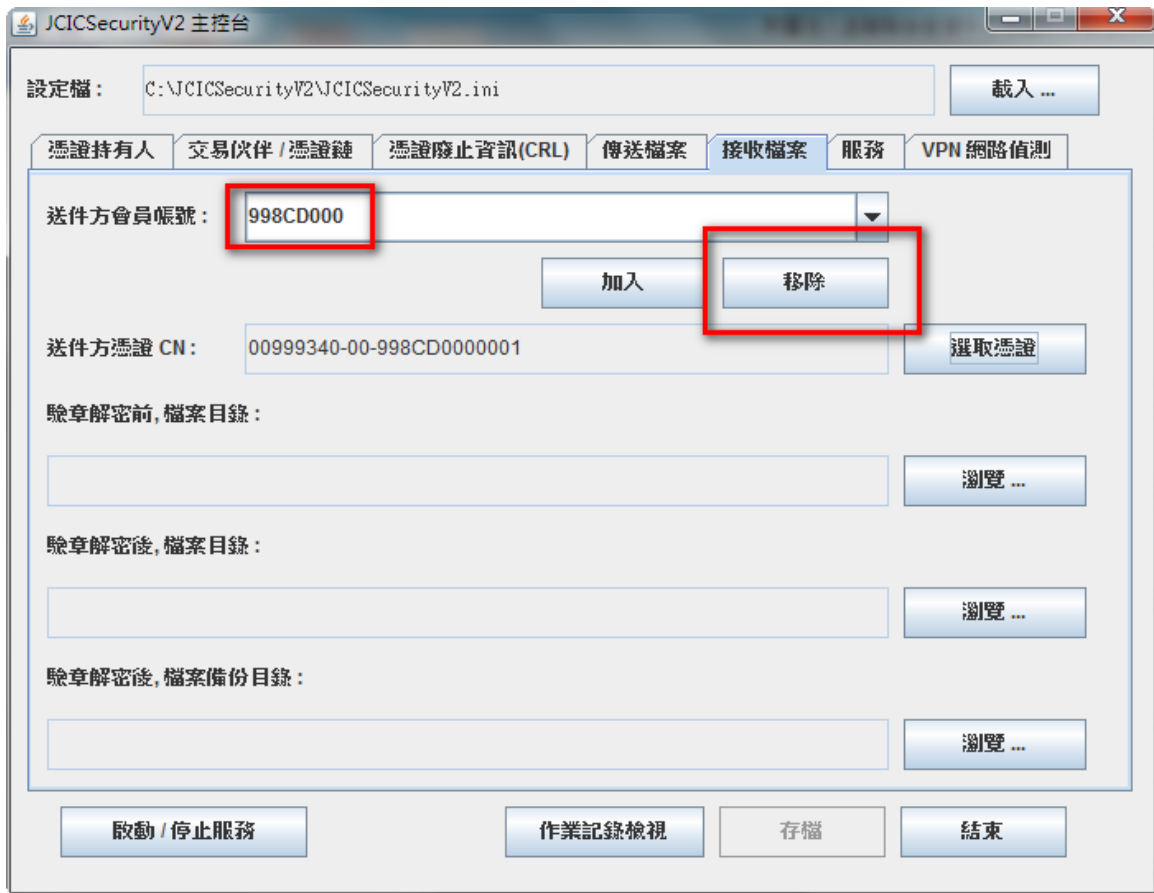 JCICSecurityV2 主控台
設定檔： C:\JCICSecurityV2\JCICSecurityV2.ini 載入 ...
憑證持有人 交易伙伴 / 憑證鏈 憑證廢止資訊(CRL) 傳送檔案 接收檔案 服務 VPN 網路偵測
送件方會員帳號： 998CD000
加入 移除
送件方憑證 CN： 00999340-00-998CD0000001 選取憑證
驗章解密前, 檔案目錄：
瀏覽 ...
驗章解密後, 檔案目錄：
瀏覽 ...
驗章解密後, 檔案備份目錄：
瀏覽 ...
啟動 / 停止服務 作業記錄檢視 存檔 結束